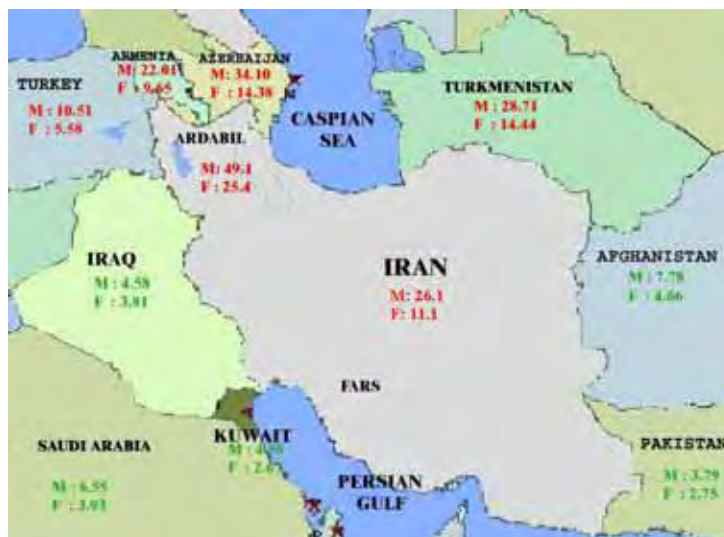 ARMENIA
M: 22.01
F : 9.65
AZERBAIJAN
M: 34.10
F : 14.38
TURKEY
M : 10.51
F : 5.58
CASPIAN
SEA
TURKMENISTAN
M : 28.71
F : 14.44
ARDABIL
M: 49.1
F : 25.4
IRAQ
M : 4.58
F : 3.81
IRAN
M: 26.1
F: 11.1
AFGHANISTAN
M : 7.78
F : 4.66
FARS
SAUDI ARABIA
M : 6.55
F : 3.93
KUWAIT
M :
F :
PERSIAN
GULF
PAKISTAN
M : 3.79
F : 2.75